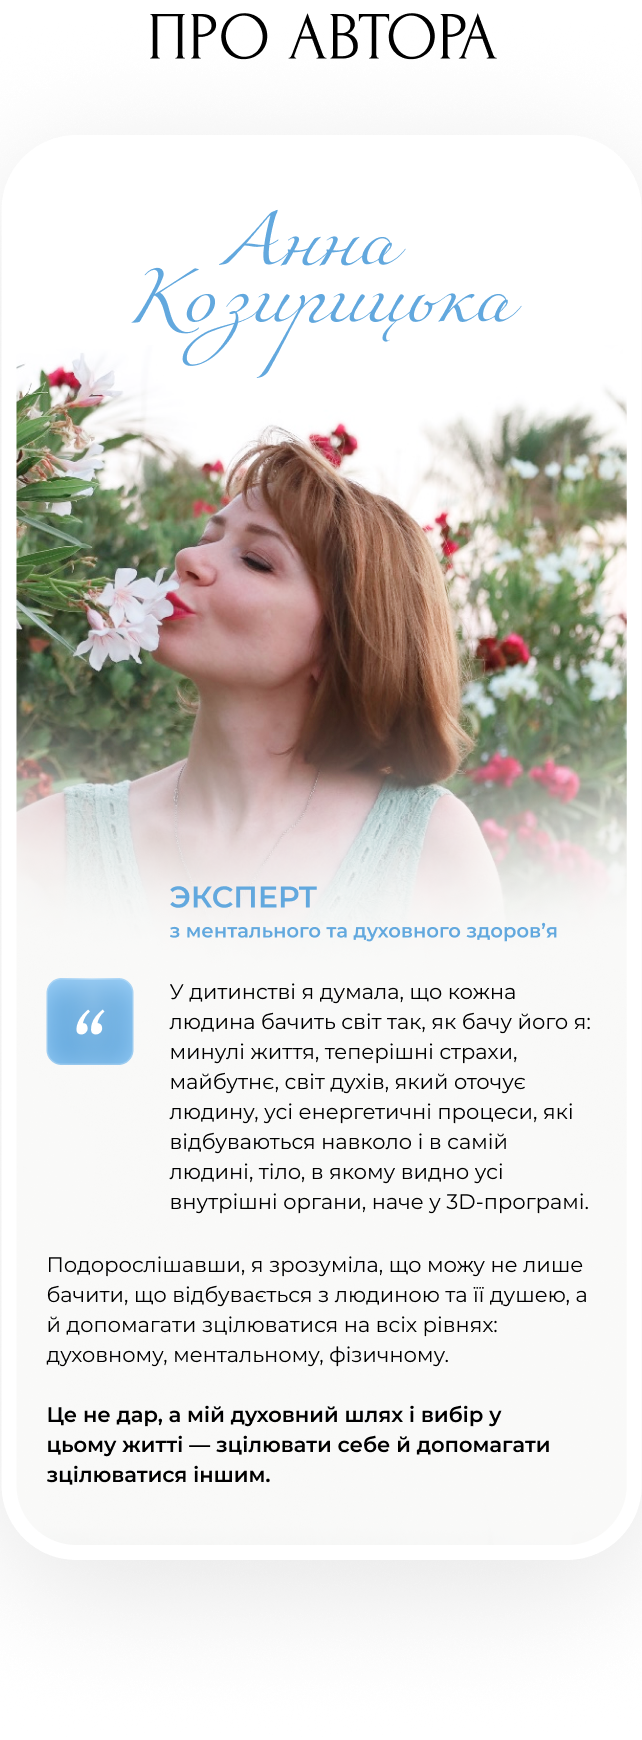 ПРО АВТОРА
Анна
Козирицька
ЭКСПЕРТ
з ментального та духовного здоров’я
“
У дитинстві я думала, що кожна
людина бачить світ так, як бачу його я:
минулі життя, теперішні страхи,
майбутнє, світ духів, який оточує
людину, усі енергетичні процеси, які
відбуваються навколо і в самій
людині, тіло, в якому видно усі
внутрішні органи, наче у 3D-програмі.
Подорослішавши, я зрозуміла, що можу не лише
бачити, що відбувається з людиною та її душею, а
й допомагати зцілюватися на всіх рівнях:
духовному, ментальному, фізичному.
Це не дар, а мій духовний шлях і вибір у
цьому житті — зцілювати себе й допомагати
зцілюватися іншим.